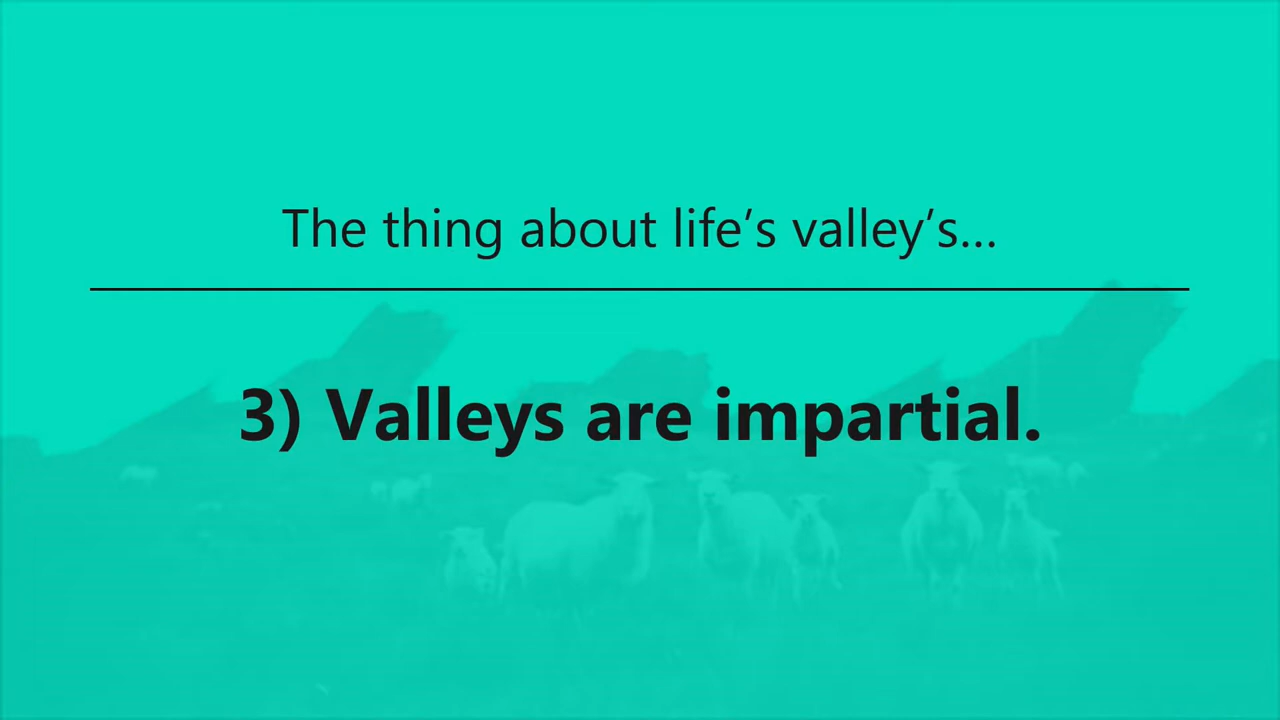 The thing about life’s valley’s…
3) Valleys are impartial.